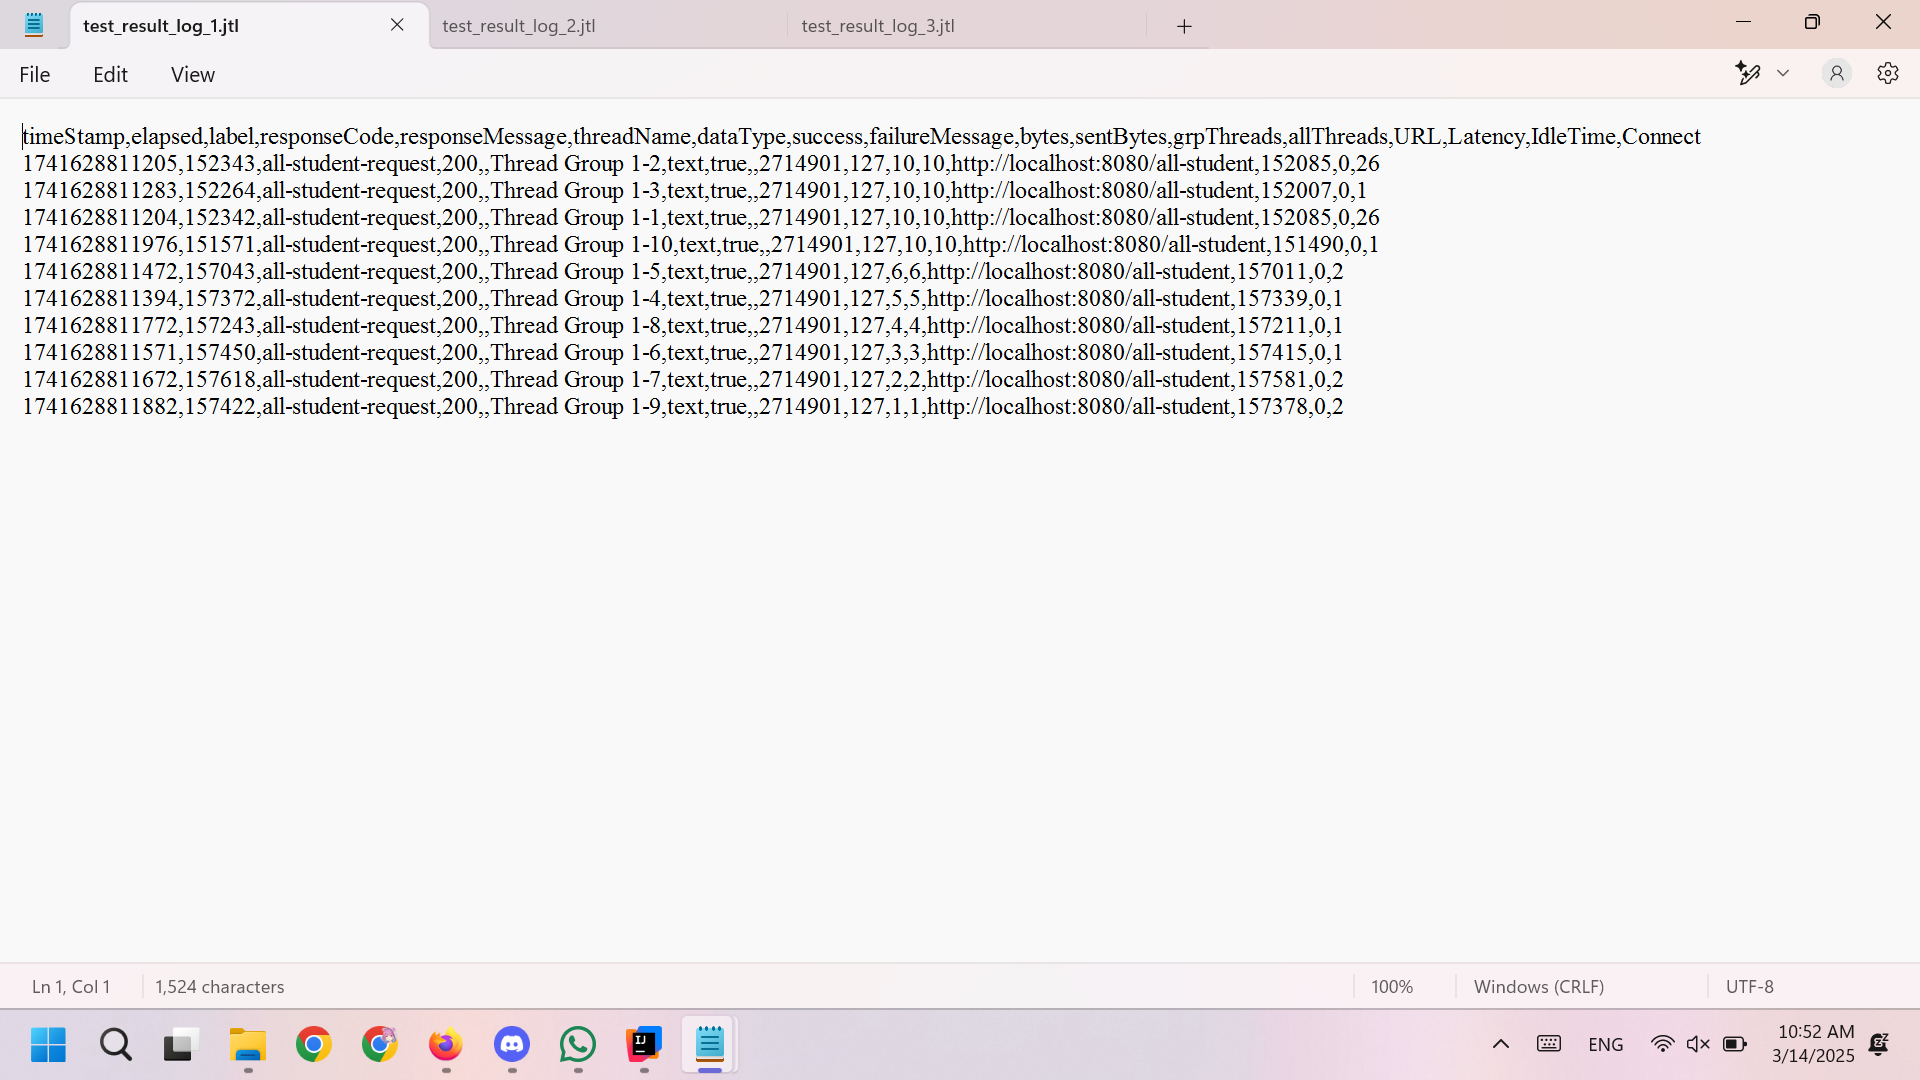 test_result_log_1.jtl
test_result_log_2.jtl
test_result_log_3.jtl
File Edit View
timeStamp,elapsed,label,responseCode,responseMessage,threadName,dataType,success,failureMessage,bytes,sentBytes,grpThreads,allThreads,URL,Latency,IdleTime,Connect
1741628811205,152343,all-student-request,200,,Thread Group 1-2,text,true,,2714901,127,10,10,http://localhost:8080/all-student,152085,0,26
1741628811283,152264,all-student-request,200,,Thread Group 1-3,text,true,,2714901,127,10,10,http://localhost:8080/all-student,152007,0,1
1741628811204,152342,all-student-request,200,,Thread Group 1-1,text,true,,2714901,127,10,10,http://localhost:8080/all-student,152085,0,26
1741628811976,151571,all-student-request,200,,Thread Group 1-10,text,true,,2714901,127,10,10,http://localhost:8080/all-student,151490,0,1
1741628811472,157043,all-student-request,200,,Thread Group 1-5,text,true,,2714901,127,6,6,http://localhost:8080/all-student,157011,0,2
1741628811394,157372,all-student-request,200,,Thread Group 1-4,text,true,,2714901,127,5,5,http://localhost:8080/all-student,157339,0,1
1741628811772,157243,all-student-request,200,,Thread Group 1-8,text,true,,2714901,127,4,4,http://localhost:8080/all-student,157211,0,1
1741628811571,157450,all-student-request,200,,Thread Group 1-6,text,true,,2714901,127,3,3,http://localhost:8080/all-student,157415,0,1
1741628811672,157618,all-student-request,200,,Thread Group 1-7,text,true,,2714901,127,2,2,http://localhost:8080/all-student,157581,0,2
1741628811882,157422,all-student-request,200,,Thread Group 1-9,text,true,,2714901,127,1,1,http://localhost:8080/all-student,157378,0,2
Ln 1, Col 1
1,524 characters
100%
Windows (CRLF)
UTF-8
IJ
ENG
10:52 AM
3/14/2025